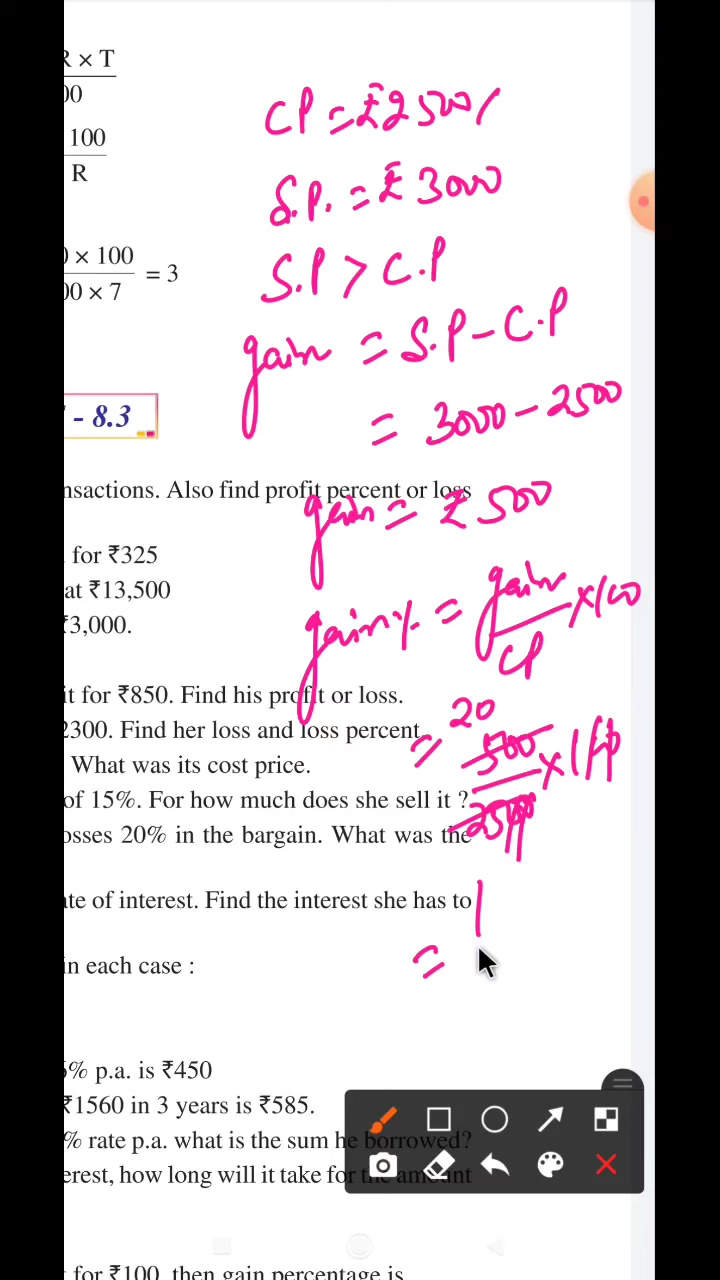 R × T
00
100
R
0 × 100
00 × 7
= 3
CP = ₹2500/
S.P. = ₹ 3000
S.P > C.P
gain = S.P - C.P
= 3000 - 2500
- 8.3
nsactions. Also find profit percent or loss
gain = ₹ 500
for ₹325
at ₹13,500
₹3,000.
gain% = gain/CP × 100
it for ₹850. Find his profit or loss.
2300. Find her loss and loss percent.
What was its cost price.
of 15%. For how much does she sell it ?
osses 20% in the bargain. What was the
20
= 500/2500 × 100
1
ate of interest. Find the interest she has to
=
in each case :
% p.a. is ₹450
₹1560 in 3 years is ₹585.
% rate p.a. what is the sum he borrowed?
erest, how long will it take for the amount
for ₹100, then gain percentage is